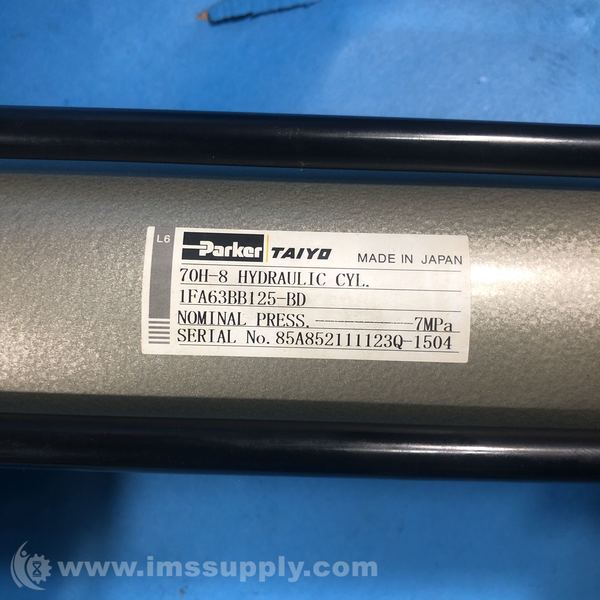 L6
Parker TAIYO MADE IN JAPAN
70H-8 HYDRAULIC CYL.
1FA63BB125-BD
NOMINAL PRESS. 7MPa
SERIAL No. 85A852111123Q-1504
www.imssupply.com